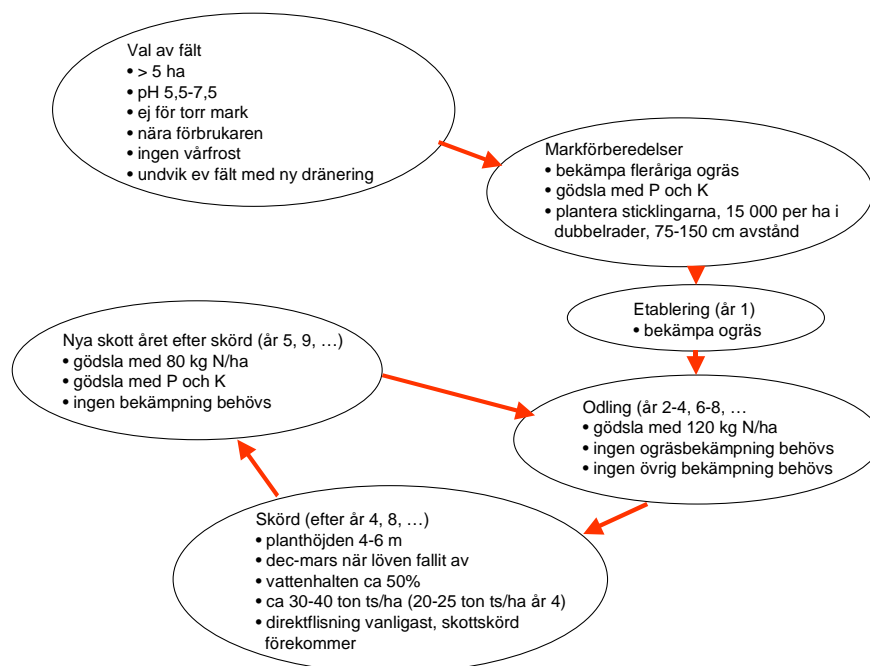 Val av fält
• > 5 ha
• pH 5,5-7,5
• ej för torr mark
• nära förbrukaren
• ingen vårfrost
• undvik ev fält med ny dränering
Markförberedelser
• bekämpa fleråriga ogräs
• gödsla med P och K
• plantera sticklingarna, 15 000 per ha i
dubbelrader, 75-150 cm avstånd
Etablering (år 1)
• bekämpa ogräs
Odling (år 2-4, 6-8, …
• gödsla med 120 kg N/ha
• ingen ogräsbekämpning behövs
• ingen övrig bekämpning behövs
Skörd (efter år 4, 8, …)
• planthöjden 4-6 m
• dec-mars när löven fallit av
• vattenhalten ca 50%
• ca 30-40 ton ts/ha (20-25 ton ts/ha år 4)
• direktflisning vanligast, skottskörd
förekommer
Nya skott året efter skörd (år 5, 9, …)
• gödsla med 80 kg N/ha
• gödsla med P och K
• ingen bekämpning behövs